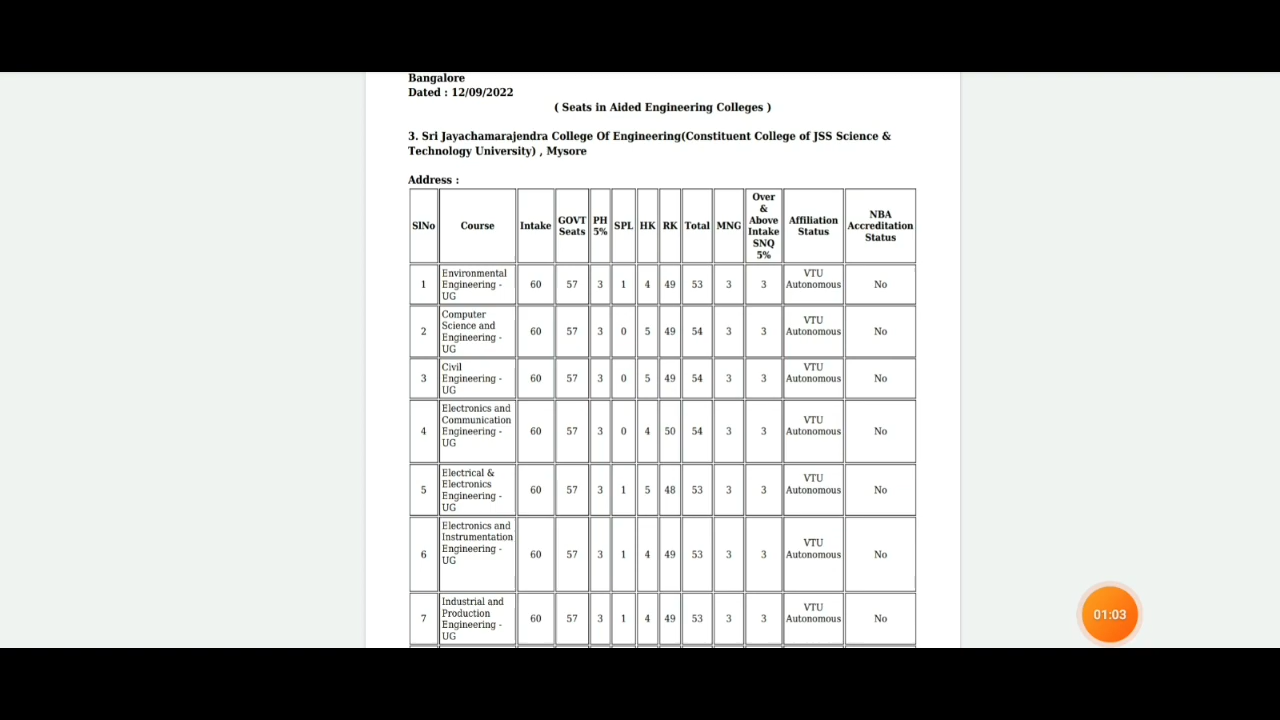 Bangalore
Dated : 12/09/2022
( Seats in Aided Engineering Colleges )
3. Sri Jayachamarajendra College Of Engineering(Constituent College of JSS Science &
Technology University) , Mysore
Address :
SlNo Course Intake GOVT Seats PH 5% SPL HK RK Total MNG Over & Above Intake SNQ 5% Affiliation Status NBA Accreditation Status
1 Environmental Engineering - UG 60 57 3 1 4 49 53 3 3 VTU Autonomous No
2 Computer Science and Engineering - UG 60 57 3 0 5 49 54 3 3 VTU Autonomous No
3 Civil Engineering - UG 60 57 3 0 5 49 54 3 3 VTU Autonomous No
4 Electronics and Communication Engineering - UG 60 57 3 0 4 50 54 3 3 VTU Autonomous No
5 Electrical & Electronics Engineering - UG 60 57 3 1 5 48 53 3 3 VTU Autonomous No
6 Electronics and Instrumentation Engineering - UG 60 57 3 1 4 49 53 3 3 VTU Autonomous No
7 Industrial and Production Engineering - UG 60 57 3 1 4 49 53 3 3 VTU Autonomous No
01:03